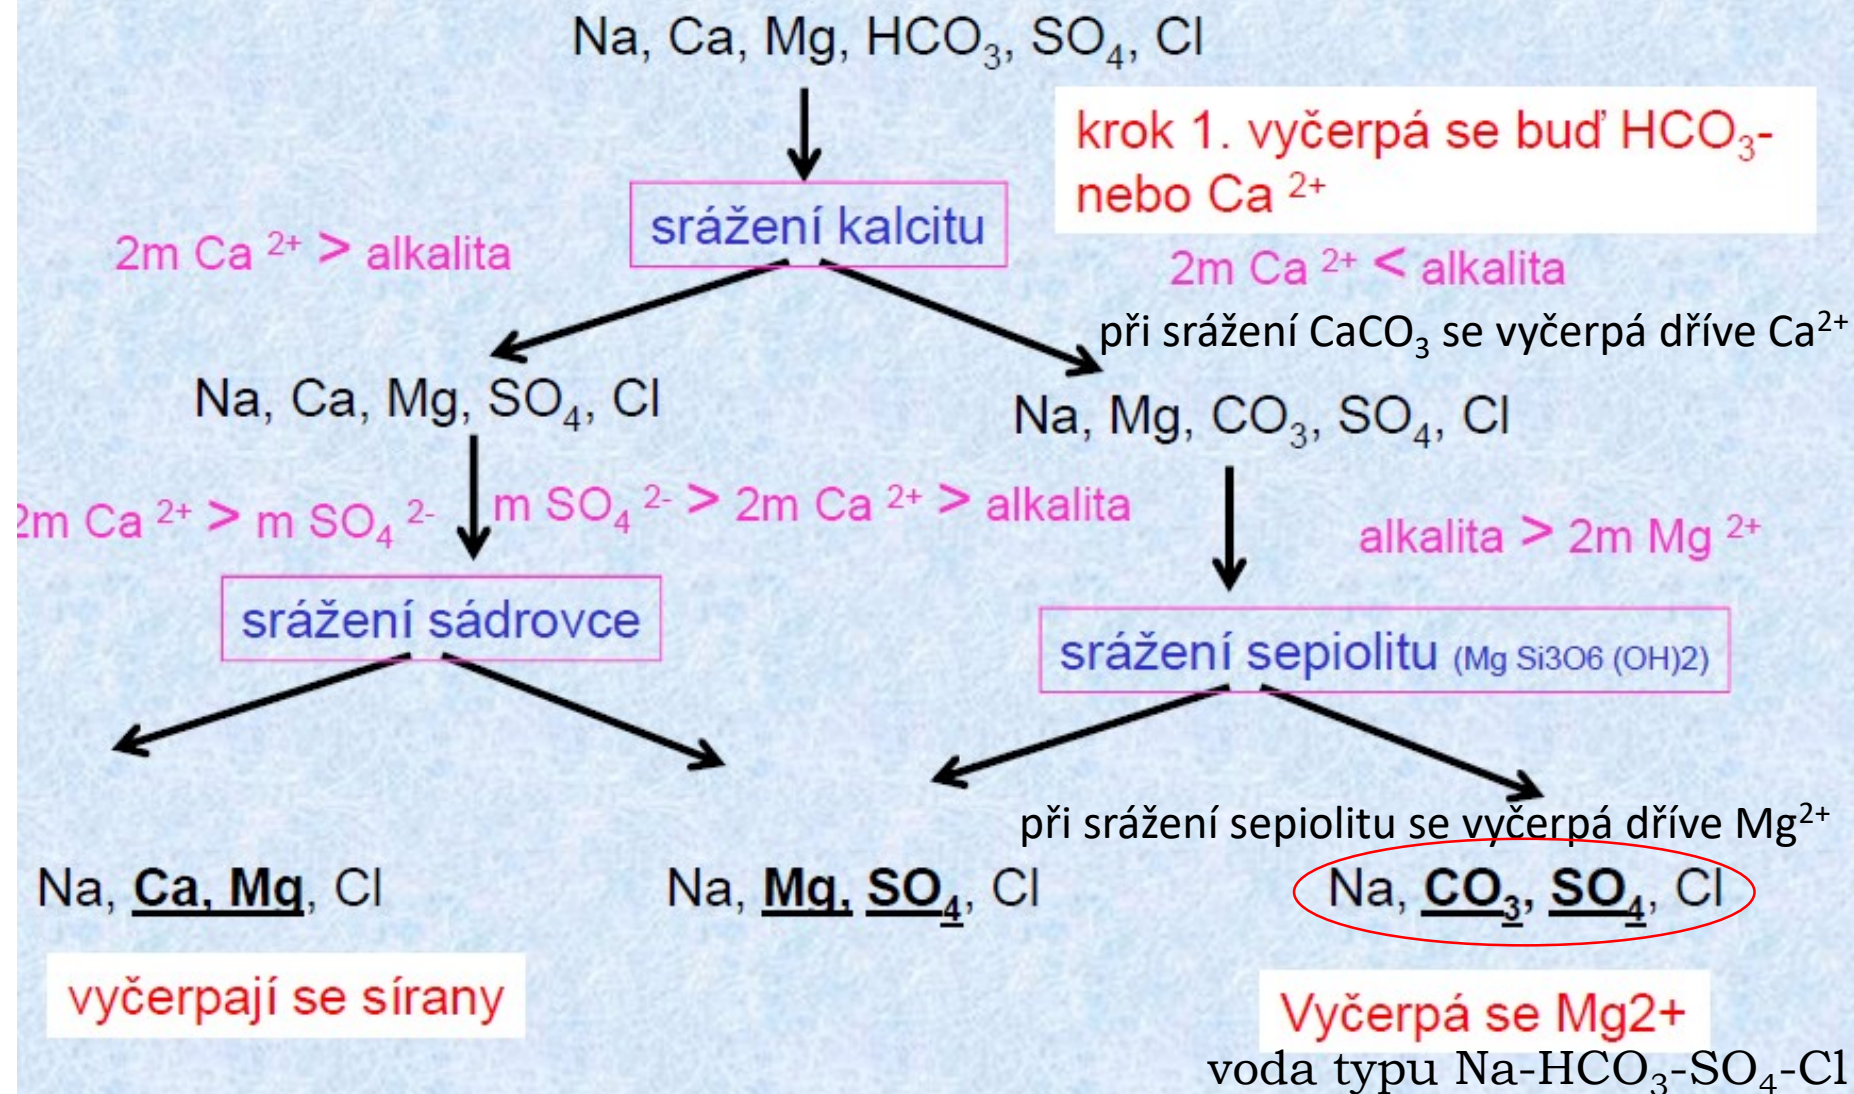 Na, Ca, Mg, HCO₃, SO₄, Cl
krok 1. vyčerpá se buď HCO₃-
nebo Ca ²⁺
srážení kalcitu
2m Ca ²⁺ > alkalita
2m Ca ²⁺ < alkalita
při srážení CaCO₃ se vyčerpá dříve Ca²⁺
Na, Ca, Mg, SO₄, Cl
Na, Mg, CO₃, SO₄, Cl
2m Ca ²⁺ > m SO₄ ²⁻
m SO₄ ²⁻ > 2m Ca ²⁺ > alkalita
alkalita > 2m Mg ²⁺
srážení sádrovce
srážení sepiolitu (Mg Si3O6 (OH)2)
při srážení sepiolitu se vyčerpá dříve Mg²⁺
Na, Ca, Mg, Cl
Na, Mg, SO₄, Cl
Na, CO₃, SO₄, Cl
vyčerpají se sírany
Vyčerpá se Mg2+
voda typu Na-HCO₃-SO₄-Cl